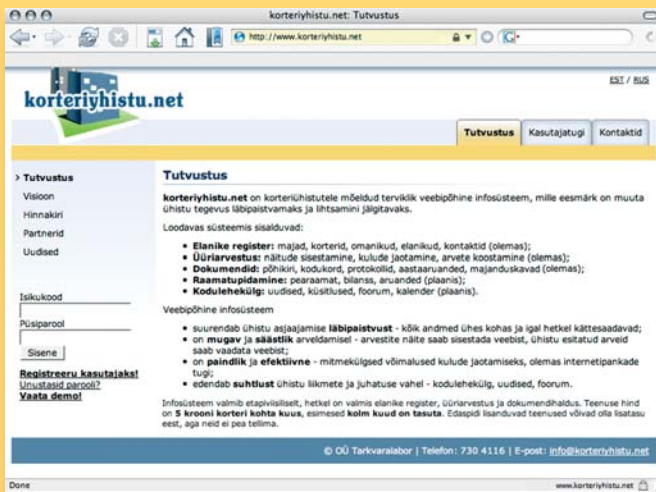 korteriyhistu.net: Tutvustus
http://www.korteriyhistu.net
G
EST / RUS
korteriyhistu.net
Tutvustus Kasutajatugi Kontaktid
> Tutvustus
Visioon
Hinnakiri
Partnerid
Uudised
Isikukood
Püsiparool
Sisene
Registreeru kasutajaks!
Unustasid parooli?
Vaata demo!
Tutvustus
korteriyhistu.net on korteriühistutele mõeldud terviklik veebipõhine infosüsteem, mille eesmärk on muuta
ühistu tegevus läbipaistvamaks ja lihtsamini jälgitavaks.
Loodavas süsteemis sisalduvad:
• Elanike register: majad, korterid, omanikud, elanikud, kontaktid (olemas);
• Üüriarvestus: näitude sisestamine, kulude jaotamine, arvete koostamine (olemas);
• Dokumendid: põhikiri, kodukord, protokollid, aastaaruanded, majanduskavad (olemas);
• Raamatupidamine: pearaamat, bilanss, aruanded (plaanis);
• Kodulehekülg: uudised, küsitlused, foorum, kalender (plaanis).
Veebipõhine infosüsteem
• suurendab ühistu asjaajamise läbipaistvust - kõik andmed ühes kohas ja igal hetkel kättesaadavad;
• on mugav ja säästlik arveldamisel - arvestite näite saab sisestada veebist, ühistu esitatud arveid
saab vaadata veebist;
• on paindlik ja efektiivne - mitmekülgsed võimalused kulude jaotamiseks, olemas internetipankade
tugi;
• edendab suhtlust ühistu liikmete ja juhatuse vahel - kodulehekülg, uudised, foorum.
Infosüsteem valmib etapiviisiliselt, hetkel on valmis elanike register, üüriarvestus ja dokumendihaldus. Teenuse hind
on 5 krooni korteri kohta kuus, esimesed kolm kuud on tasuta. Edaspidi lisanduvad teenused võivad olla lisatasu
eest, aga neid ei pea tellima.
© OÜ Tarkvaralabor | Telefon: 730 4116 | E-post: info@korteriyhistu.net
Done
www.korteriyhistu.net